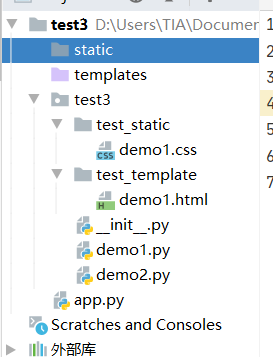 test3 D:\Users\TIA\Documen
static
templates
test3
test_static
demo1.css
test_template
demo1.html
__init__.py
demo1.py
demo2.py
app.py
Scratches and Consoles
外部库
1
2
3
4
5
6
7